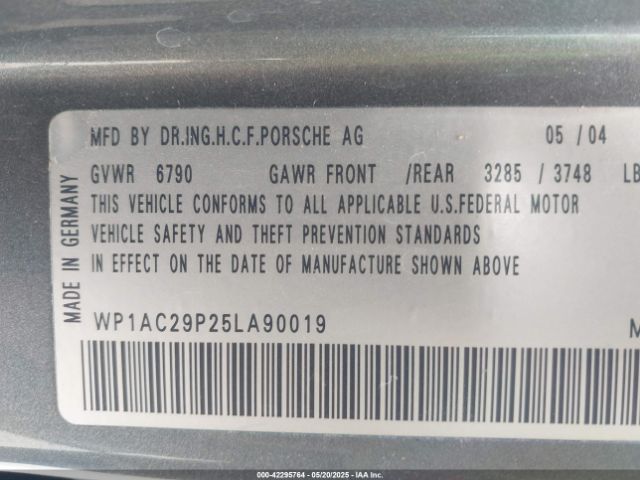 MFD BY DR.ING.H.C.F.PORSCHE AG 05 / 04
GVWR 6790 GAWR FRONT /REAR 3285 / 3748 LB
THIS VEHICLE CONFORMS TO ALL APPLICABLE U.S.FEDERAL MOTOR
VEHICLE SAFETY AND THEFT PREVENTION STANDARDS
IN EFFECT ON THE DATE OF MANUFACTURE SHOWN ABOVE
MADE IN GERMANY
WP1AC29P25LA90019 M
000-42295764 | 05/20/2025 - IAA Inc.